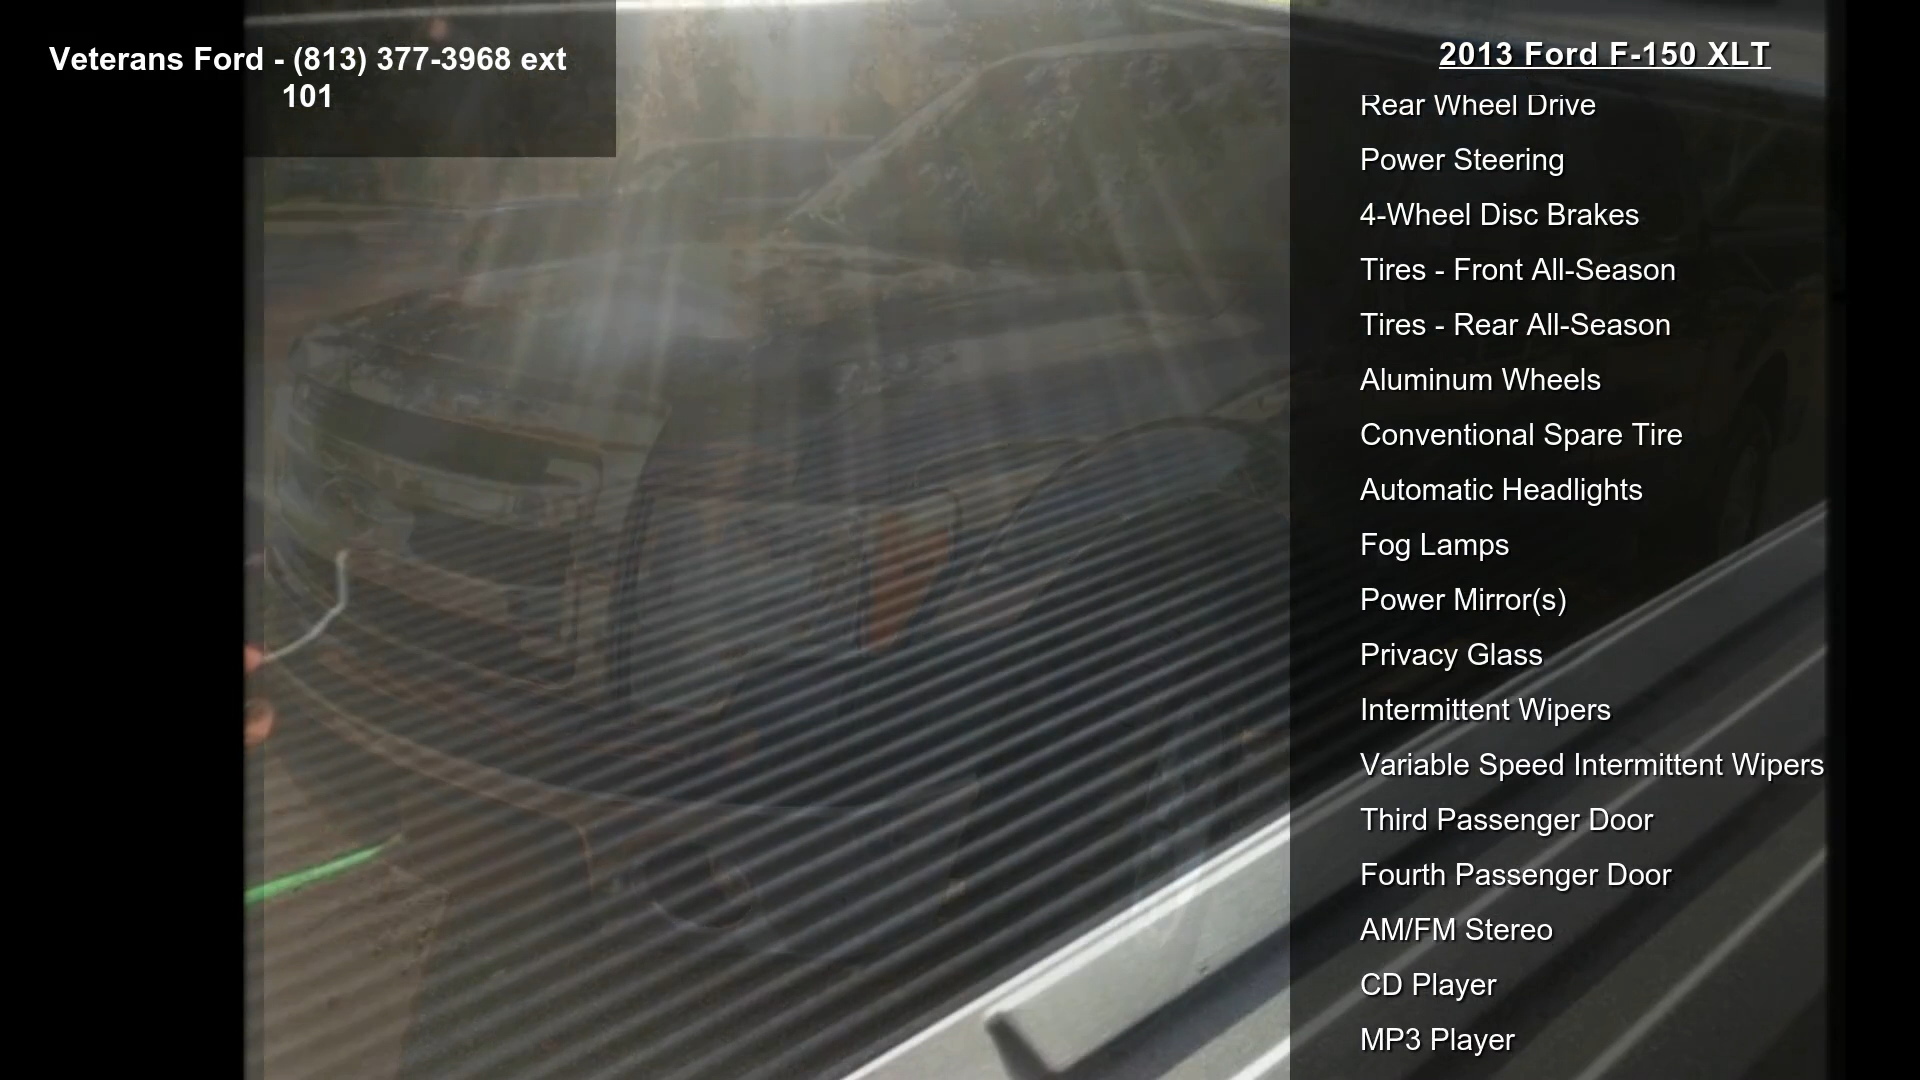 Veterans Ford - (813) 377-3968 ext
101
2013 Ford F-150 XLT
Rear Wheel Drive
Power Steering
4-Wheel Disc Brakes
Tires - Front All-Season
Tires - Rear All-Season
Aluminum Wheels
Conventional Spare Tire
Automatic Headlights
Fog Lamps
Power Mirror(s)
Privacy Glass
Intermittent Wipers
Variable Speed Intermittent Wipers
Third Passenger Door
Fourth Passenger Door
AM/FM Stereo
CD Player
MP3 Player